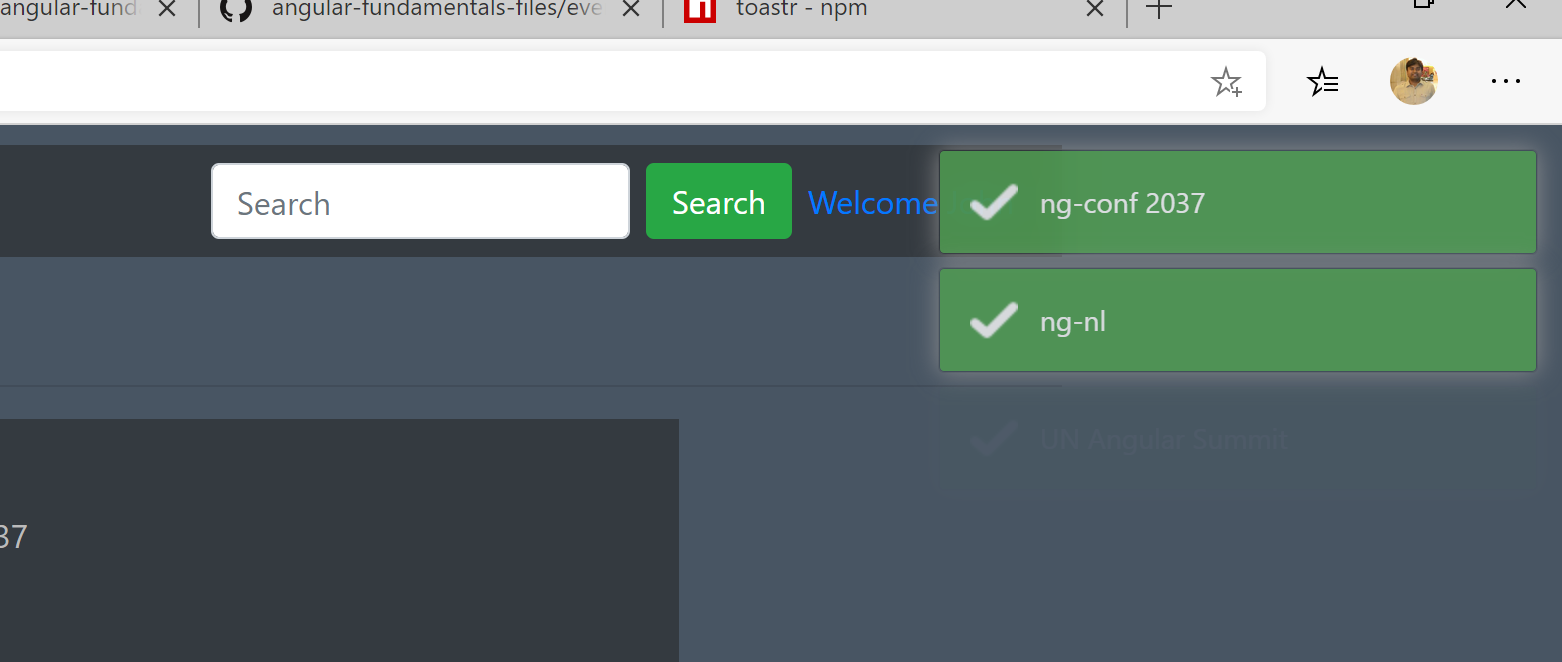 angular-fund
angular-fundamentals-files/eve
toastr - npm
Search
Search
Welcome
ng-conf 2037
ng-nl
UN Angular Summit
37